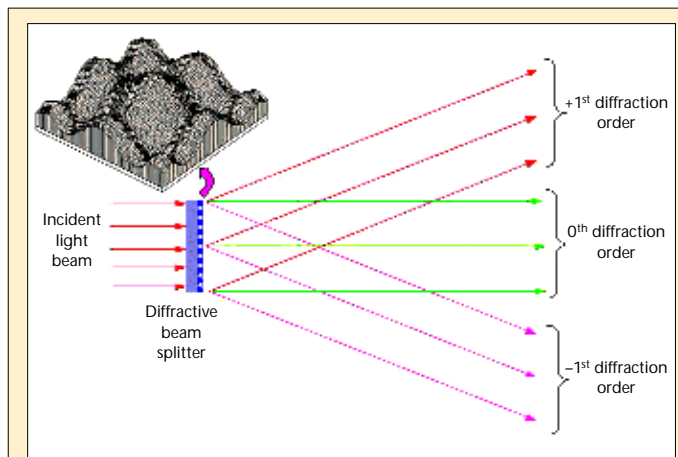 +1st diffraction
order
Incident
light
beam
0th diffraction
order
Diffractive
beam
splitter
–1st diffraction
order